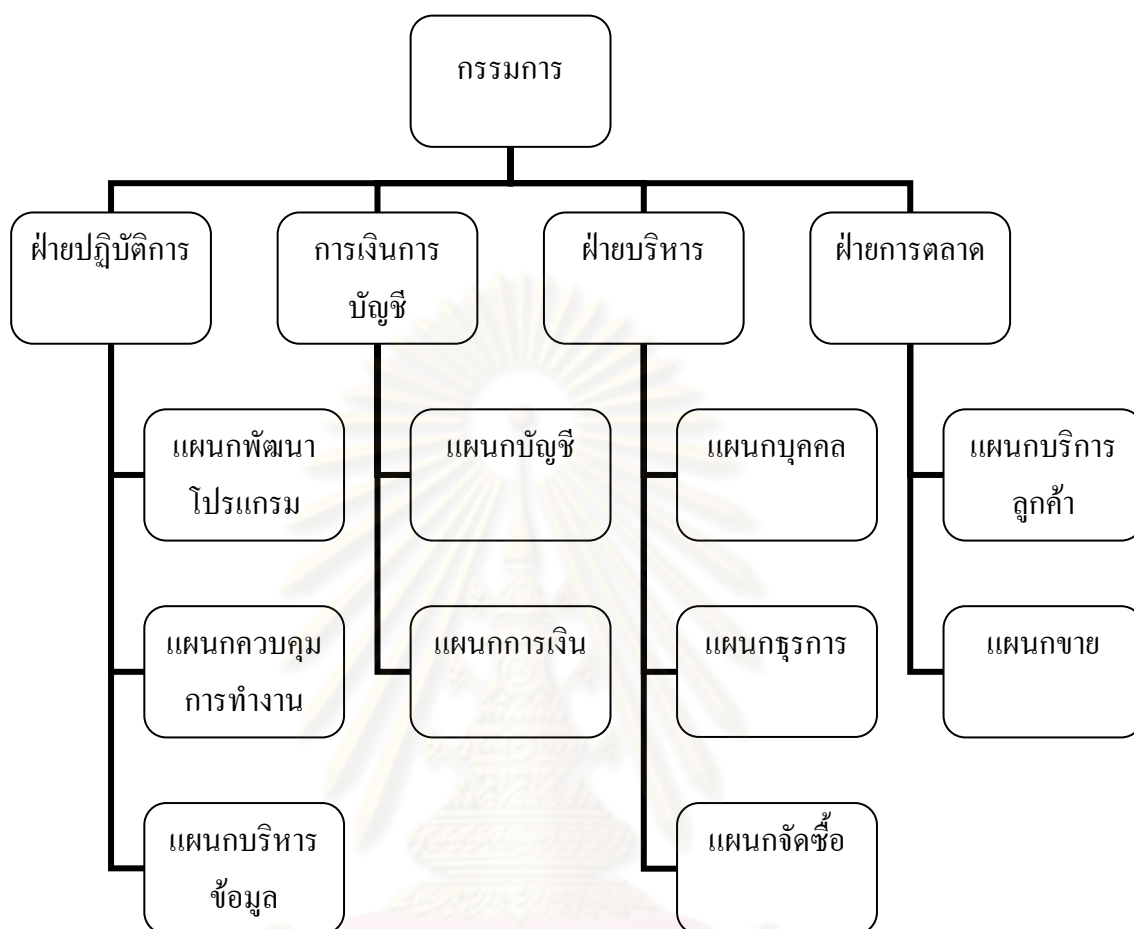 กรรมการ
ฝ่ายปฏิบัติการ
การเงินการ
บัญชี
ฝ่ายบริหาร
ฝ่ายการตลาด
แผนกพัฒนา
โปรแกรม
แผนกบัญชี
แผนกบุคคล
แผนกบริการ
ลูกค้า
แผนกควบคุม
การทำงาน
แผนกการเงิน
แผนกธุรการ
แผนกขาย
แผนกบริหาร
ข้อมูล
แผนกจัดซื้อ